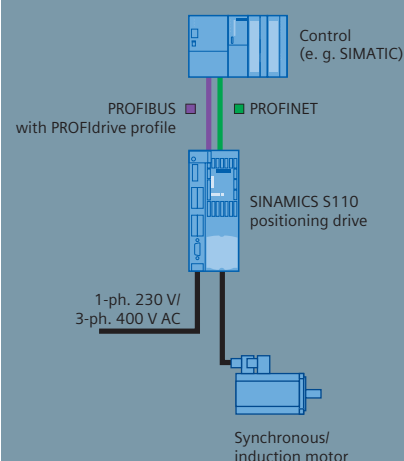 Control
(e. g. SIMATIC)
PROFIBUS
with PROFIdrive profile
PROFINET
SINAMICS S110
positioning drive
1-ph. 230 V/
3-ph. 400 V AC
Synchronous/
induction motor